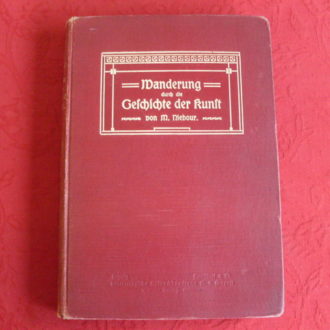 Wanderung
durch die
Geschichte der Kunst
von M. Niebour.